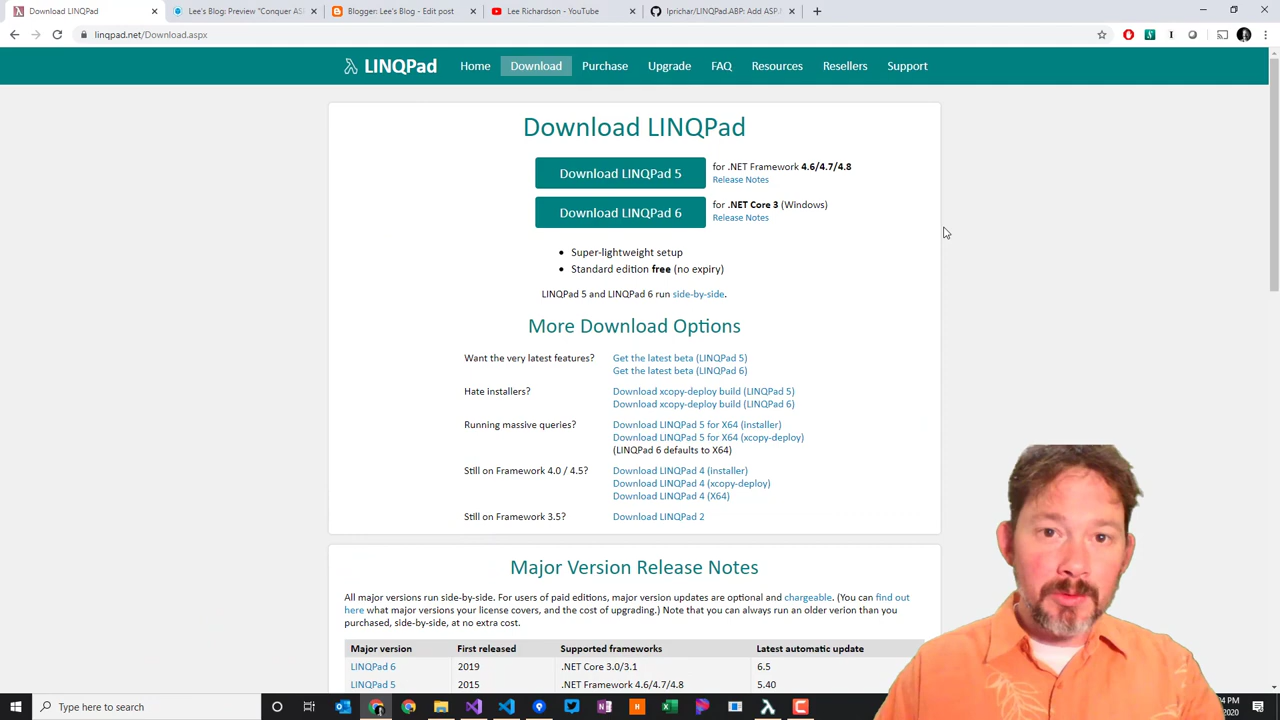 Download LINQPad
Lee's Blog: Preview "Conquer AS
Blogger: Lee's Blog - Edit post
Lee Richardson - YouTube
lprichar/LINQPad.ABP: Add ASP.N
linqpad.net/Download.aspx
LINQPad Home Download Purchase Upgrade FAQ Resources Resellers Support
Download LINQPad
Download LINQPad 5 for .NET Framework 4.6/4.7/4.8
Release Notes
Download LINQPad 6 for .NET Core 3 (Windows)
Release Notes
• Super-lightweight setup
• Standard edition free (no expiry)
LINQPad 5 and LINQPad 6 run side-by-side.
More Download Options
Want the very latest features? Get the latest beta (LINQPad 5)
Get the latest beta (LINQPad 6)
Hate installers? Download xcopy-deploy build (LINQPad 5)
Download xcopy-deploy build (LINQPad 6)
Running massive queries? Download LINQPad 5 for X64 (installer)
Download LINQPad 5 for X64 (xcopy-deploy)
(LINQPad 6 defaults to X64)
Still on Framework 4.0 / 4.5? Download LINQPad 4 (installer)
Download LINQPad 4 (xcopy-deploy)
Download LINQPad 4 (X64)
Still on Framework 3.5? Download LINQPad 2
Major Version Release Notes
All major versions run side-by-side. For users of paid editions, major version updates are optional and chargeable. (You can find out
here what major versions your license covers, and the cost of upgrading.) Note that you can always run an older verion than you
purchased, side-by-side, at no extra cost.
Major version First released Supported frameworks Latest automatic update
LINQPad 6 2019 .NET Core 3.0/3.1 6.5
LINQPad 5 2015 .NET Framework 4.6/4.7/4.8 5.40
Type here to search
4 PM
2020